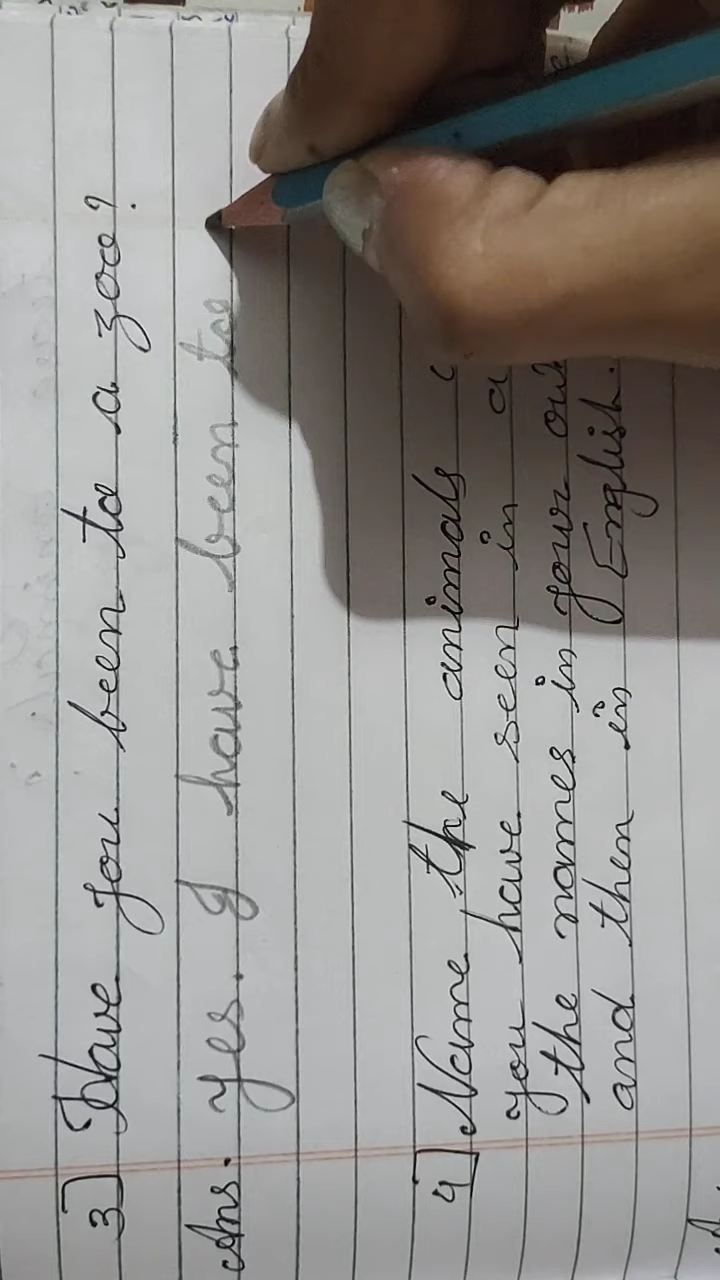 3] Have you been to a zoo?
Ans. Yes. I have been to
4] Name the animals
you have seen in a
the names in your
and then in English.